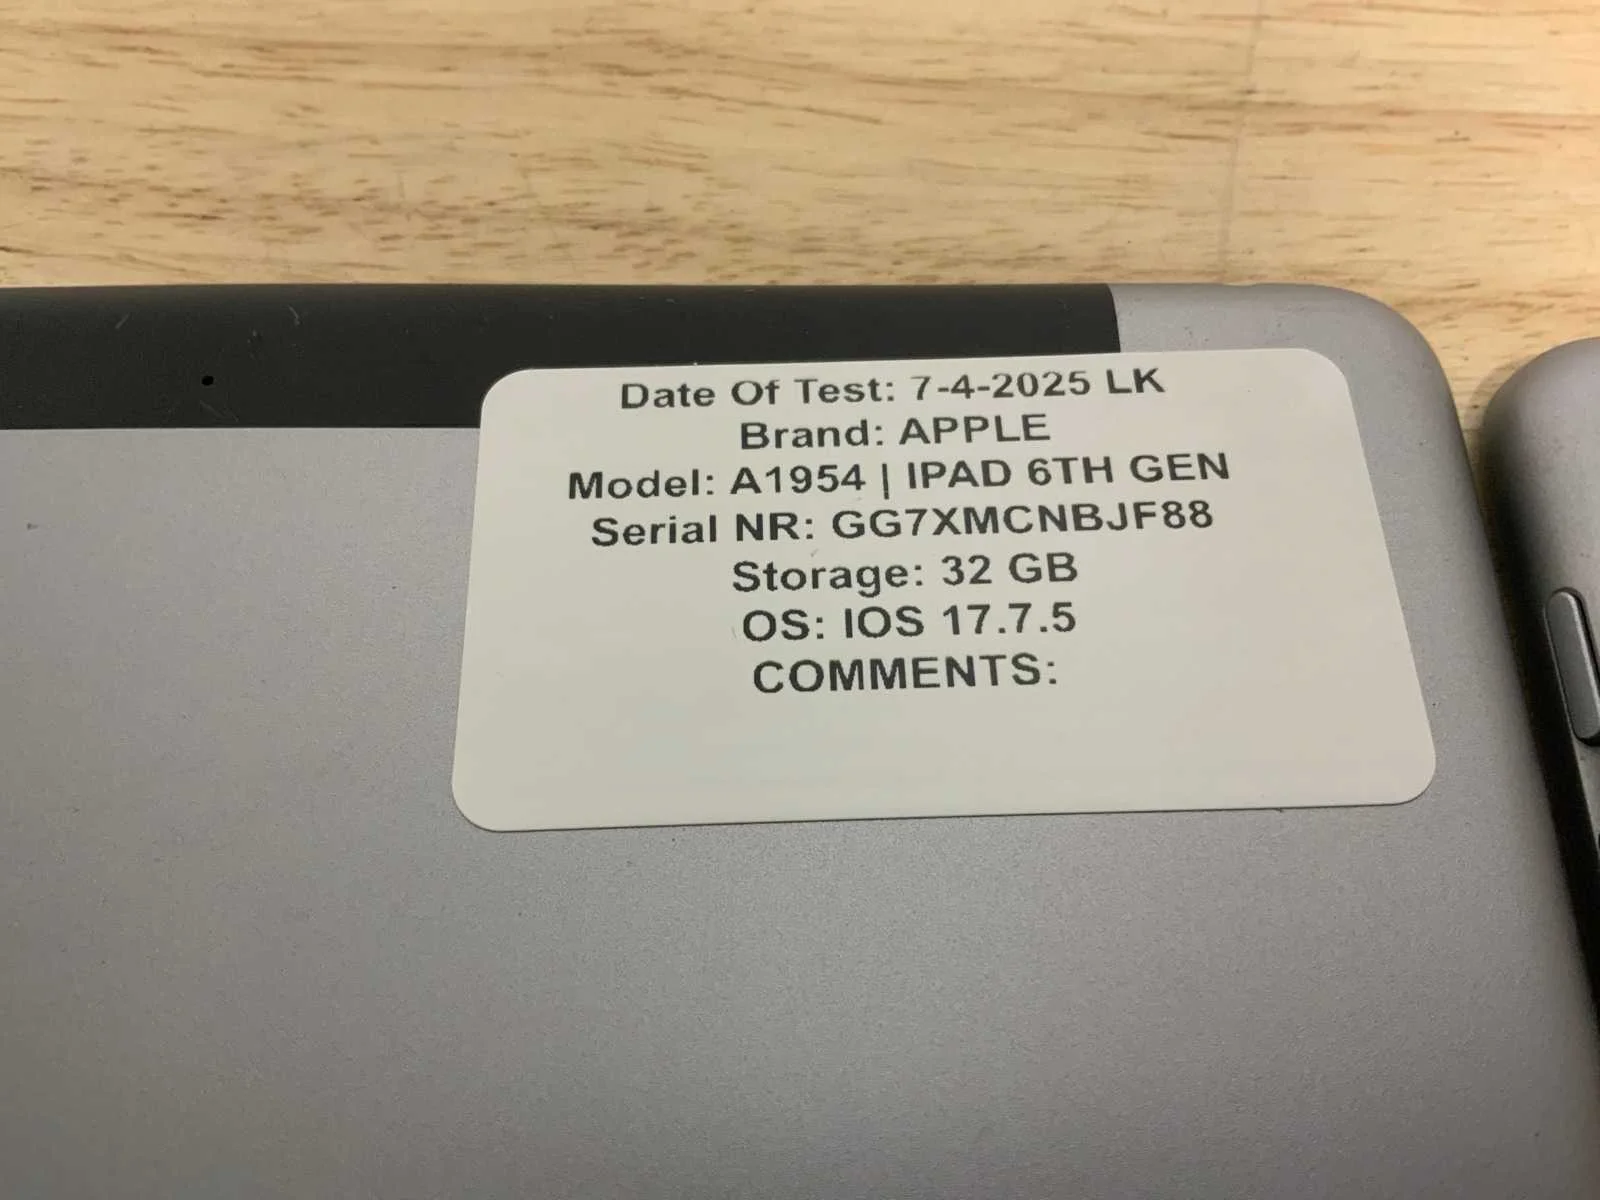 Date Of Test: 7-4-2025 LK
Brand: APPLE
Model: A1954 | IPAD 6TH GEN
Serial NR: GG7XMCNBJF88
Storage: 32 GB
OS: IOS 17.7.5
COMMENTS: